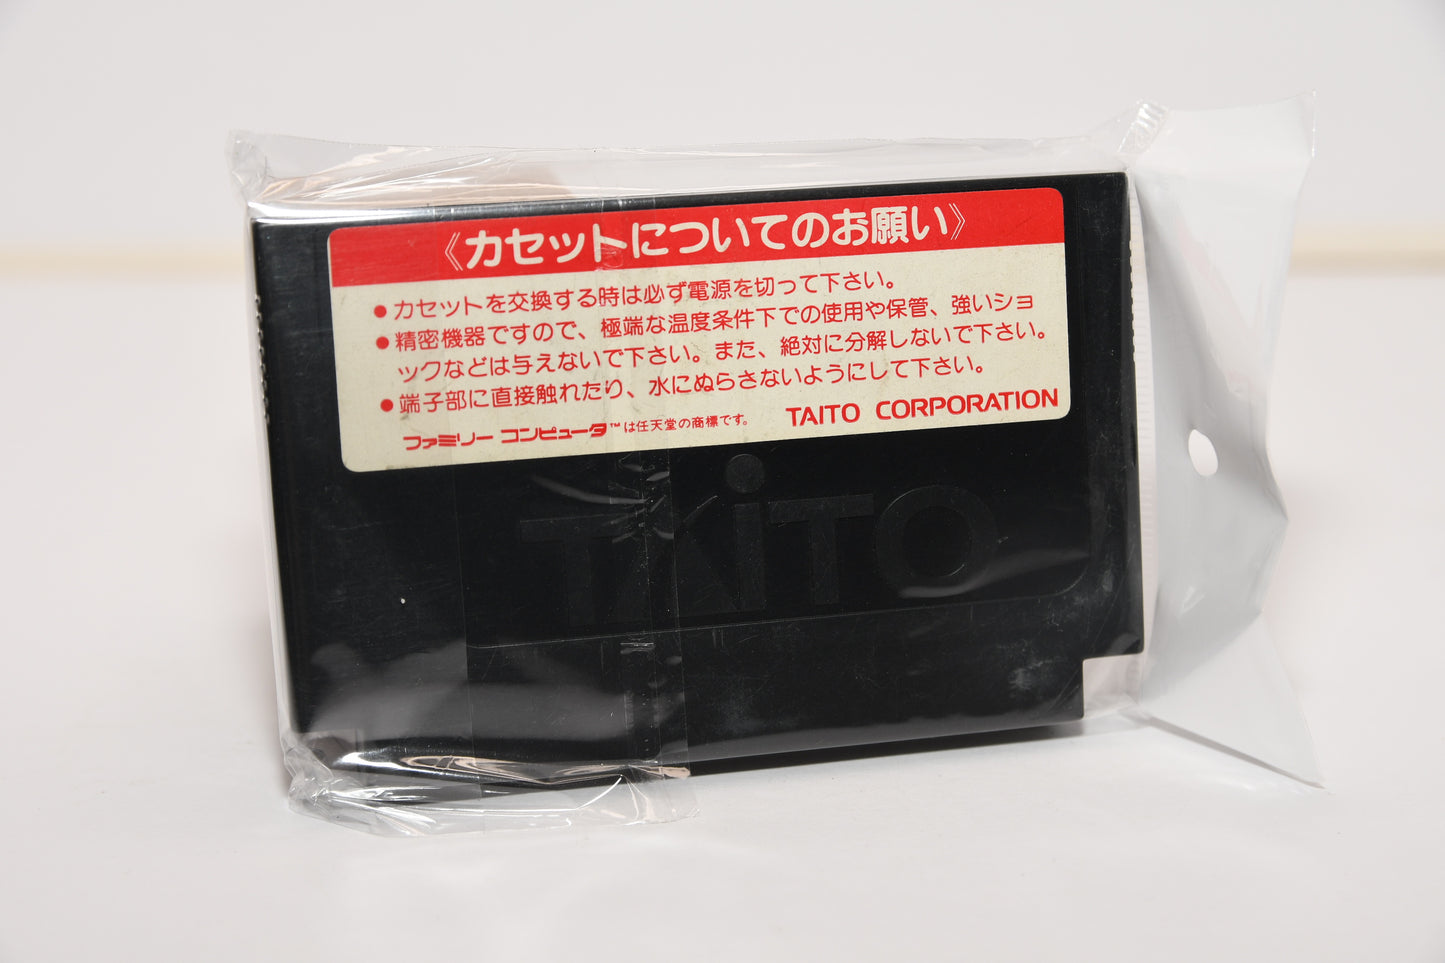 《カセットについてのお願い》
●カセットを交換する時は必ず電源を切って下さい。
●精密機器ですので、極端な温度条件下での使用や保管、強いショ
ックなどは与えないで下さい。また、絶対に分解しないで下さい。
●端子部に直接触れたり、水にぬらさないようにして下さい。
ファミリー コンピュータ™は任天堂の商標です。 TAITO CORPORATION
TAiTO